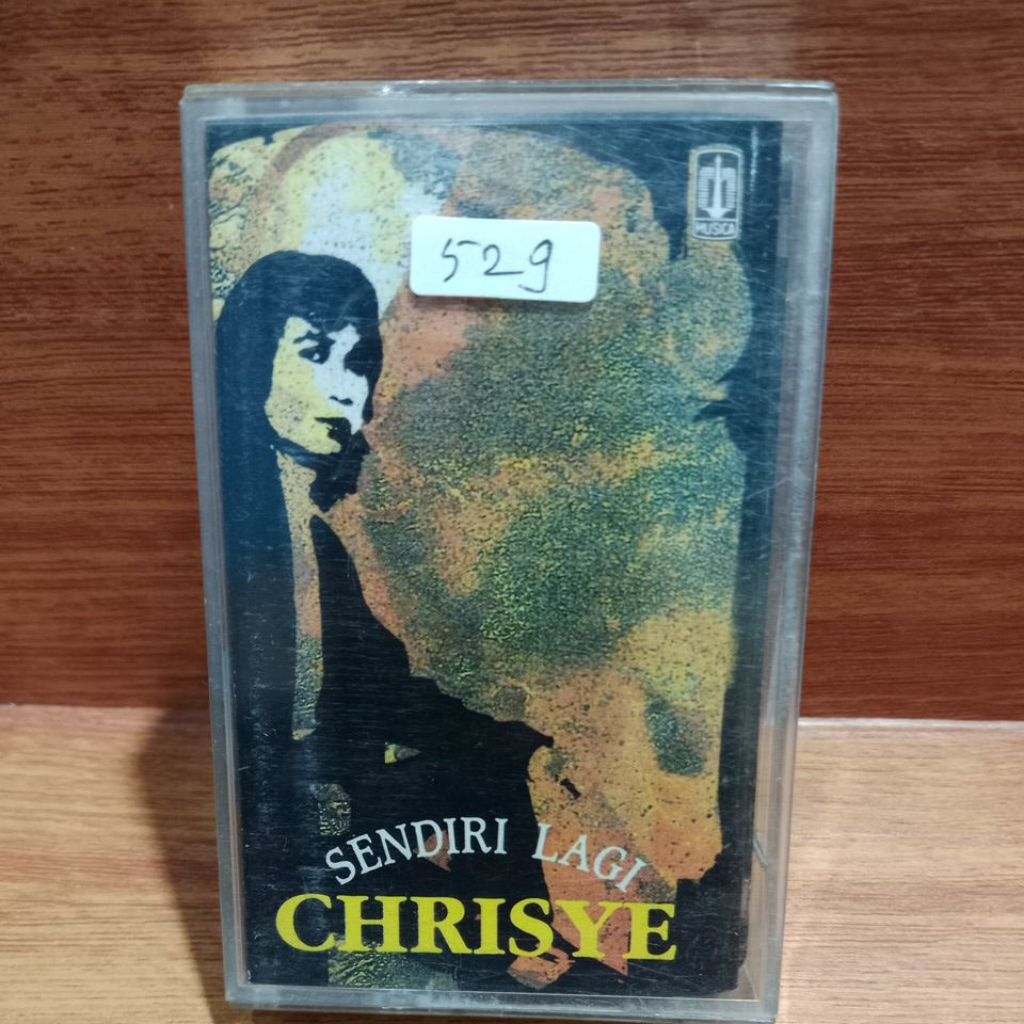 MUSICA
529
SENDIRI LAGI
CHRISYE